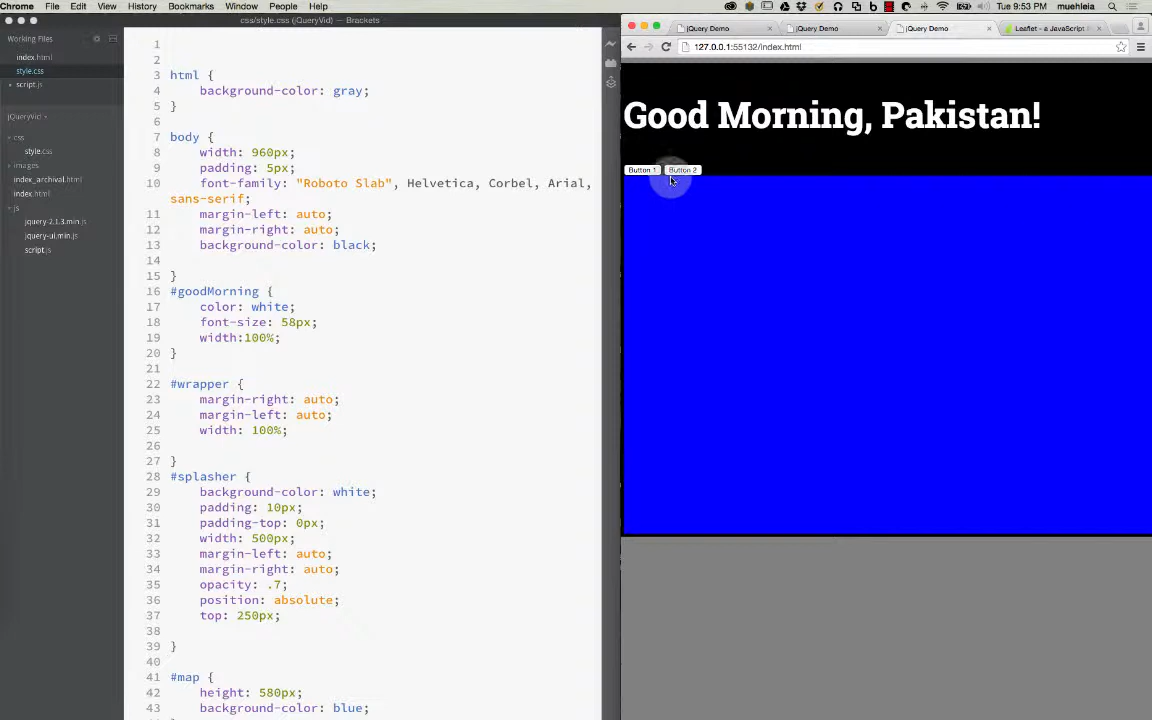 Chrome File Edit View History Bookmarks Window People Help
Tue 9:53 PM muehleia
css/style.css (jQueryVid) — Brackets
Working Files
index.html
style.css
script.js
jQueryVid
css
style.css
images
index_archival.html
index.html
js
jquery-2.1.3.min.js
jquery-ui.min.js
script.js
1
2
3 html {
4 background-color: gray;
5 }
6
7 body {
8 width: 960px;
9 padding: 5px;
10 font-family: "Roboto Slab", Helvetica, Corbel, Arial,
sans-serif;
11 margin-left: auto;
12 margin-right: auto;
13 background-color: black;
14
15 }
16 #goodMorning {
17 color: white;
18 font-size: 58px;
19 width:100%;
20 }
21
22 #wrapper {
23 margin-right: auto;
24 margin-left: auto;
25 width: 100%;
26
27 }
28 #splasher {
29 background-color: white;
30 padding: 10px;
31 padding-top: 0px;
32 width: 500px;
33 margin-left: auto;
34 margin-right: auto;
35 opacity: .7;
36 position: absolute;
37 top: 250px;
38
39 }
40
41 #map {
42 height: 580px;
43 background-color: blue;
jQuery Demo
jQuery Demo
jQuery Demo
Leaflet - a JavaScript
127.0.0.1:55132/index.html
Good Morning, Pakistan!
Button 1 Button 2